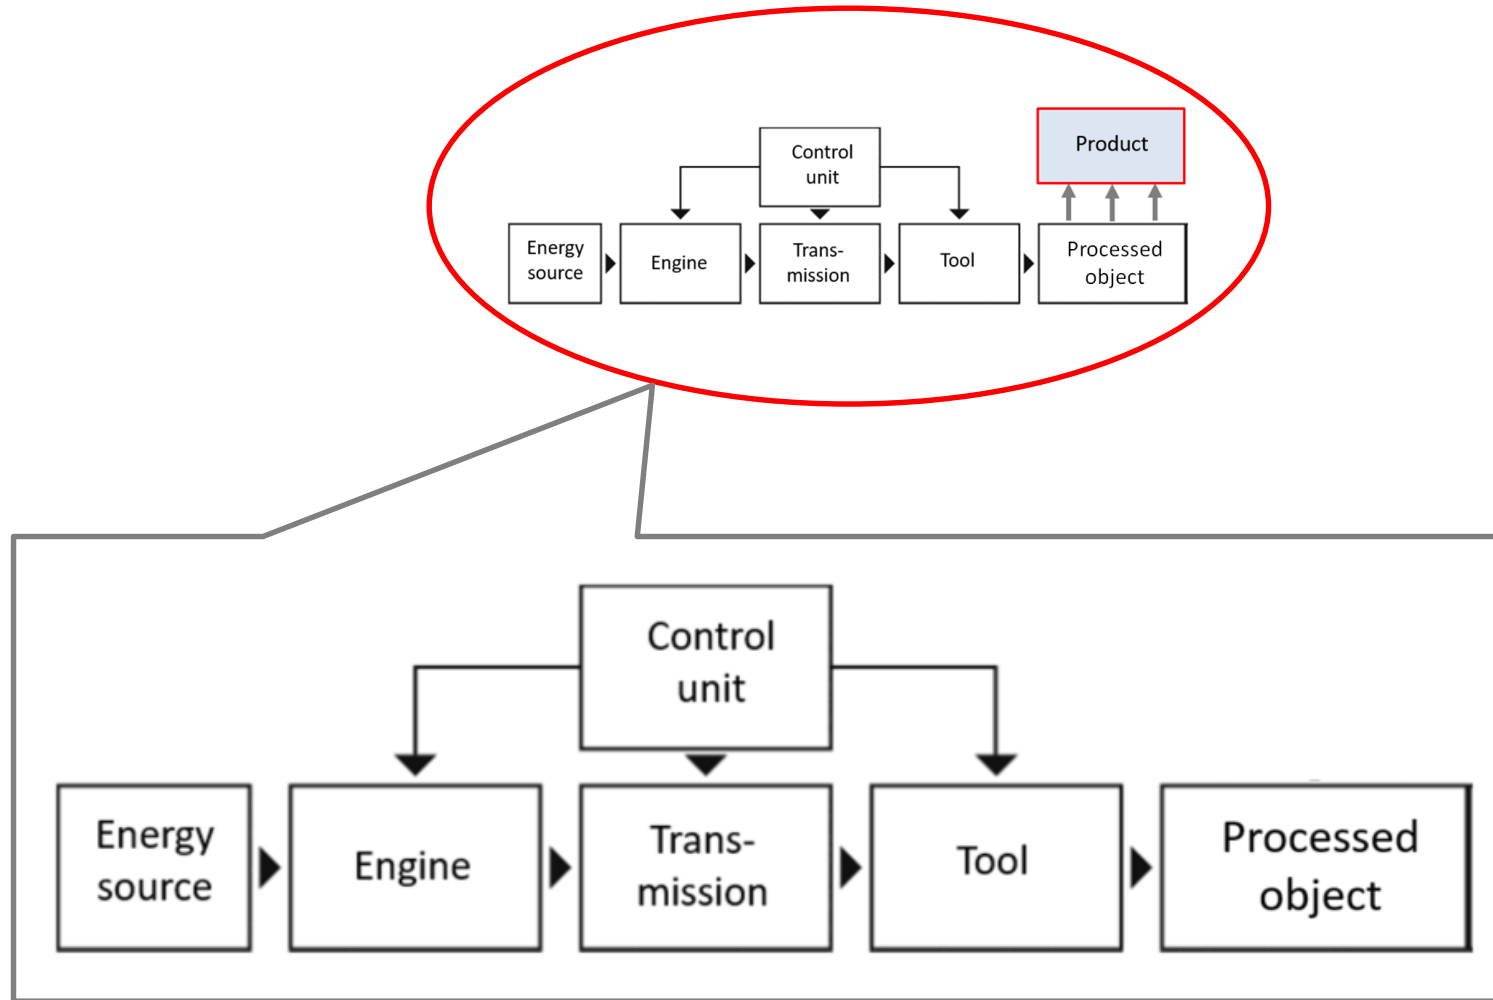 Control
unit
Product
Energy
source
Engine
Trans-
mission
Tool
Processed
object
Control
unit
Energy
source
Engine
Trans-
mission
Tool
Processed
object